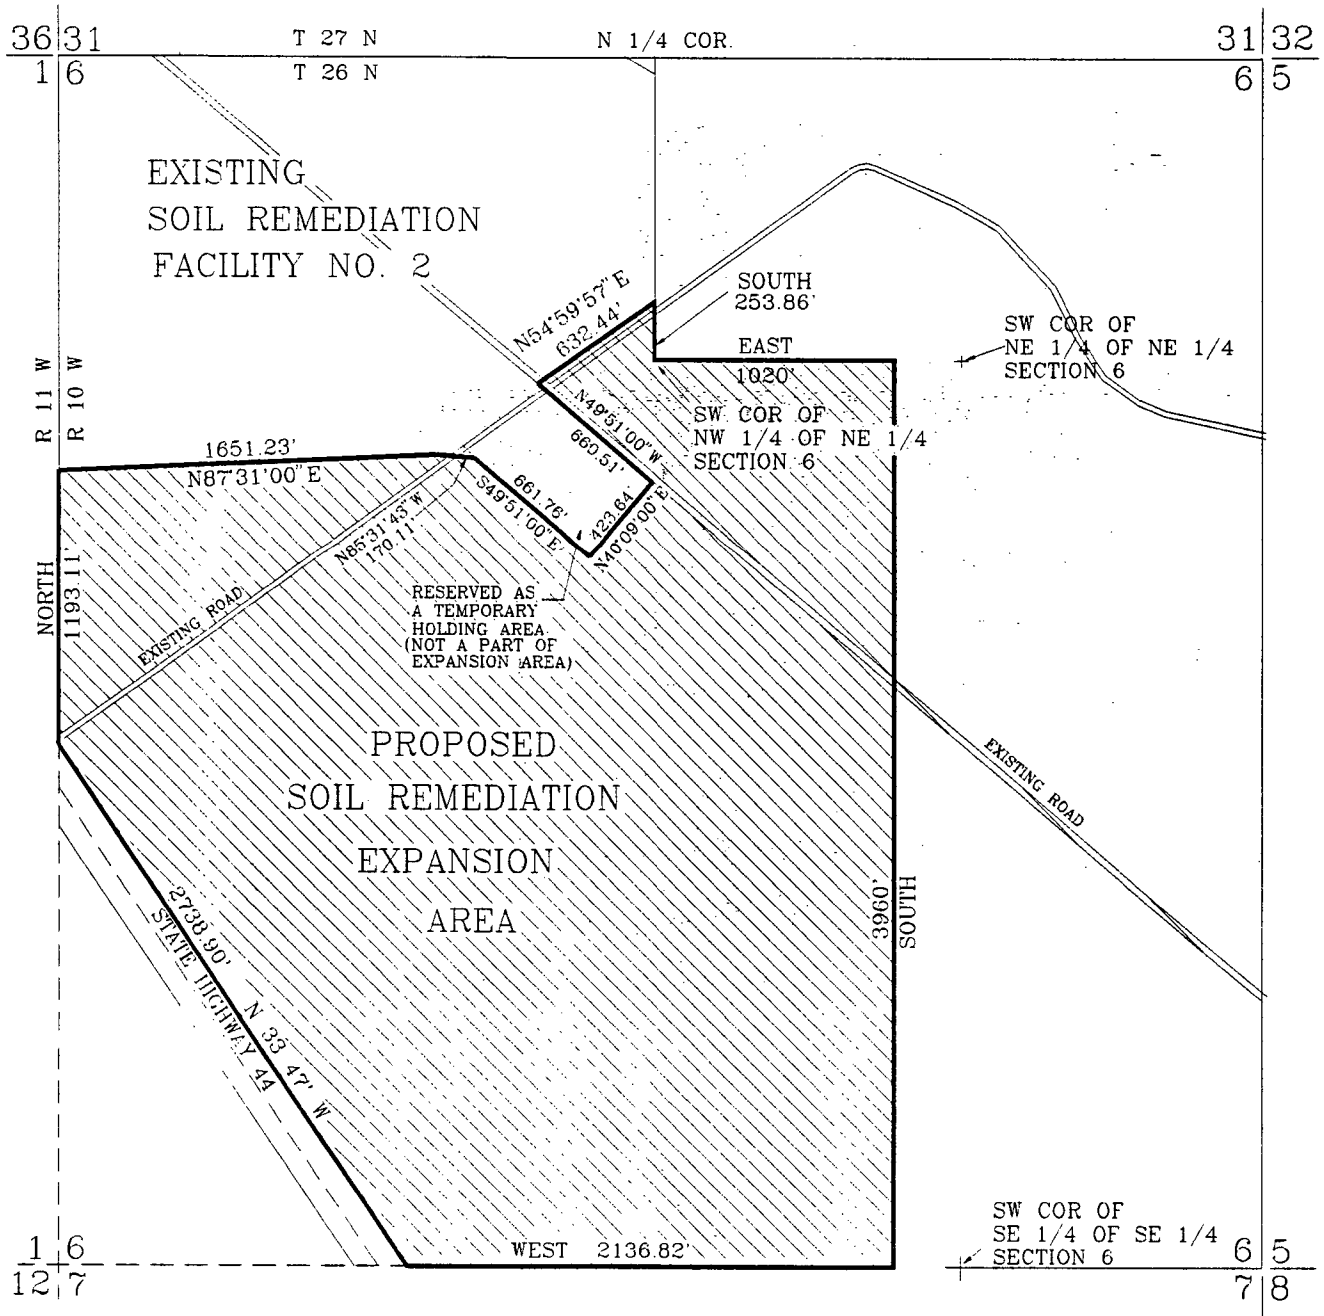 36 31
T 27 N
N 1/4 COR.
31 32
1 6
T 26 N
6 5
EXISTING
SOIL REMEDIATION
FACILITY NO. 2
R 11 W
R 10 W
N54°59'57"E
632.44'
SOUTH
253.86'
EAST
1020'
SW COR OF
NE 1/4 OF NE 1/4
SECTION 6
SW COR OF
NW 1/4 OF NE 1/4
SECTION 6
N49°51'00"W
660.51'
1651.23'
N87°31'00"E
N85°31'43"W
170.11'
661.76'
S49°51'00"E
423.64
N40°09'00"E
NORTH
1193.11'
EXISTING ROAD
RESERVED AS
A TEMPORARY
HOLDING AREA
(NOT A PART OF
EXPANSION AREA)
PROPOSED
SOIL REMEDIATION
EXPANSION
AREA
EXISTING ROAD
3960'
SOUTH
2738.90'
N 33 47' W
STATE HIGHWAY 44
WEST 2136.82'
SW COR OF
SE 1/4 OF SE 1/4
SECTION 6
1 6
12 7
6 5
7 8